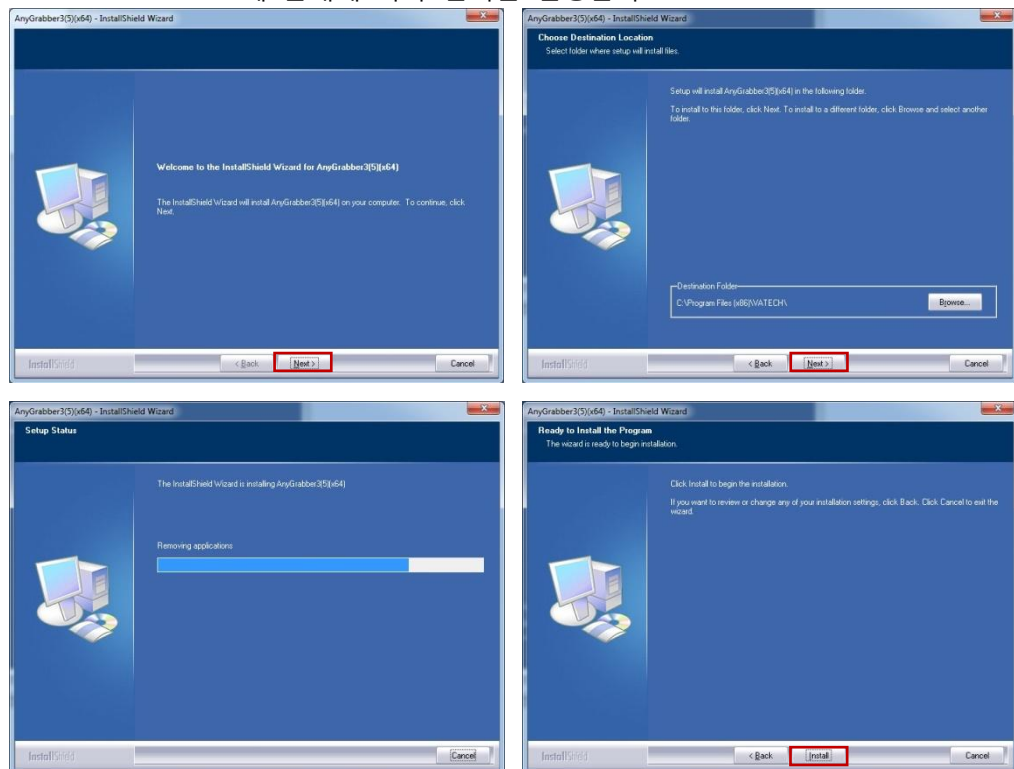 AnyGrabber3(5)(x64) - InstallShield Wizard
Welcome to the InstallShield Wizard for AnyGrabber3(5)(x64)
The InstallShield Wizard will install AnyGrabber3(5)(x64) on your computer. To continue, click
Next.
InstallShield
< Back
Next >
Cancel
AnyGrabber3(5)(x64) - InstallShield Wizard
Choose Destination Location
Select folder where setup will install files.
Setup will install AnyGrabber3(5)(x64) in the following folder.
To install to this folder, click Next. To install to a different folder, click Browse and select another
folder.
Destination Folder
C:\Program Files (x86)\VATECH\
Browse...
InstallShield
< Back
Next >
Cancel
AnyGrabber3(5)(x64) - InstallShield Wizard
Setup Status
The InstallShield Wizard is installing AnyGrabber3(5)(x64)
Removing applications
InstallShield
Cancel
AnyGrabber3(5)(x64) - InstallShield Wizard
Ready to Install the Program
The wizard is ready to begin installation.
Click Install to begin the installation.
If you want to review or change any of your installation settings, click Back. Click Cancel to exit the
wizard.
InstallShield
< Back
Install
Cancel